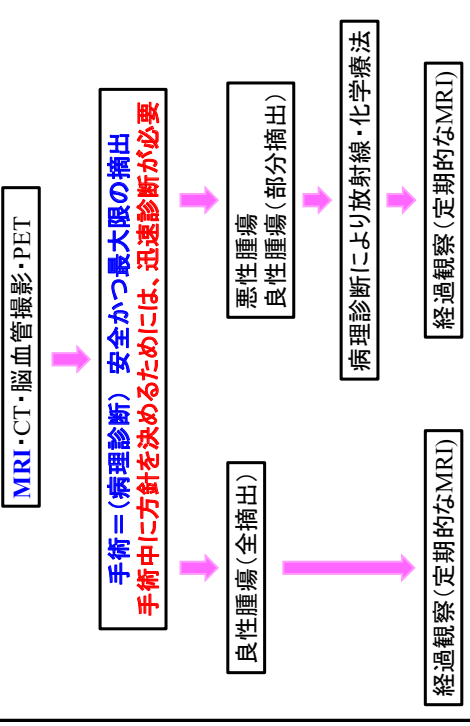 MRI・CT・脳血管撮影・PET
手術＝(病理診断)　安全かつ最大限の摘出
手術中に方針を決めるためには、迅速診断が必要
良性腫瘍(全摘出)
経過観察(定期的なMRI)
悪性腫瘍
良性腫瘍(部分摘出)
病理診断により放射線・化学療法
経過観察(定期的なMRI)